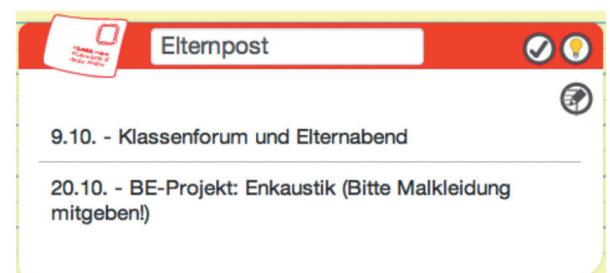 Elternpost
9.10. - Klassenforum und Elternabend
20.10. - BE-Projekt: Enkaustik (Bitte Malkleidung
mitgeben!)